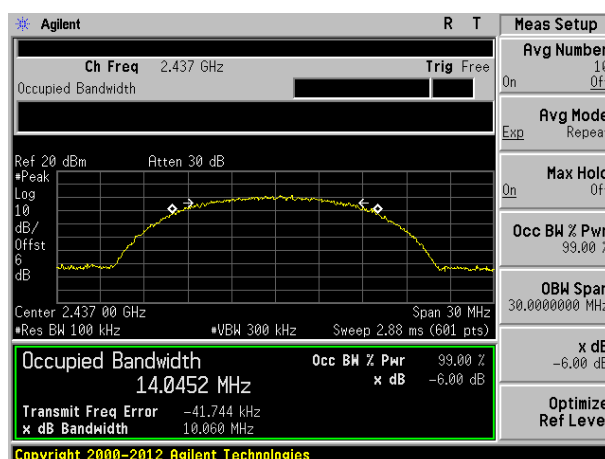 Agilent R T
Meas Setup
Ch Freq 2.437 GHz Trig Free
Occupied Bandwidth
Avg Number
10
On Off
Avg Mode
Exp Repeat
Max Hold
On Off
Occ BW % Pwr
99.00 %
OBW Span
30.0000000 MHz
x dB
-6.00 dB
Optimize
Ref Level
Ref 20 dBm Atten 30 dB
#Peak
Log
10
dB/
Offst
6
dB
Center 2.437 00 GHz Span 30 MHz
#Res BW 100 kHz #VBW 300 kHz Sweep 2.88 ms (601 pts)
Occupied Bandwidth Occ BW % Pwr 99.00 %
14.0452 MHz x dB -6.00 dB
Transmit Freq Error -41.744 kHz
x dB Bandwidth 10.060 MHz
Copyright 2000-2012 Agilent Technologies